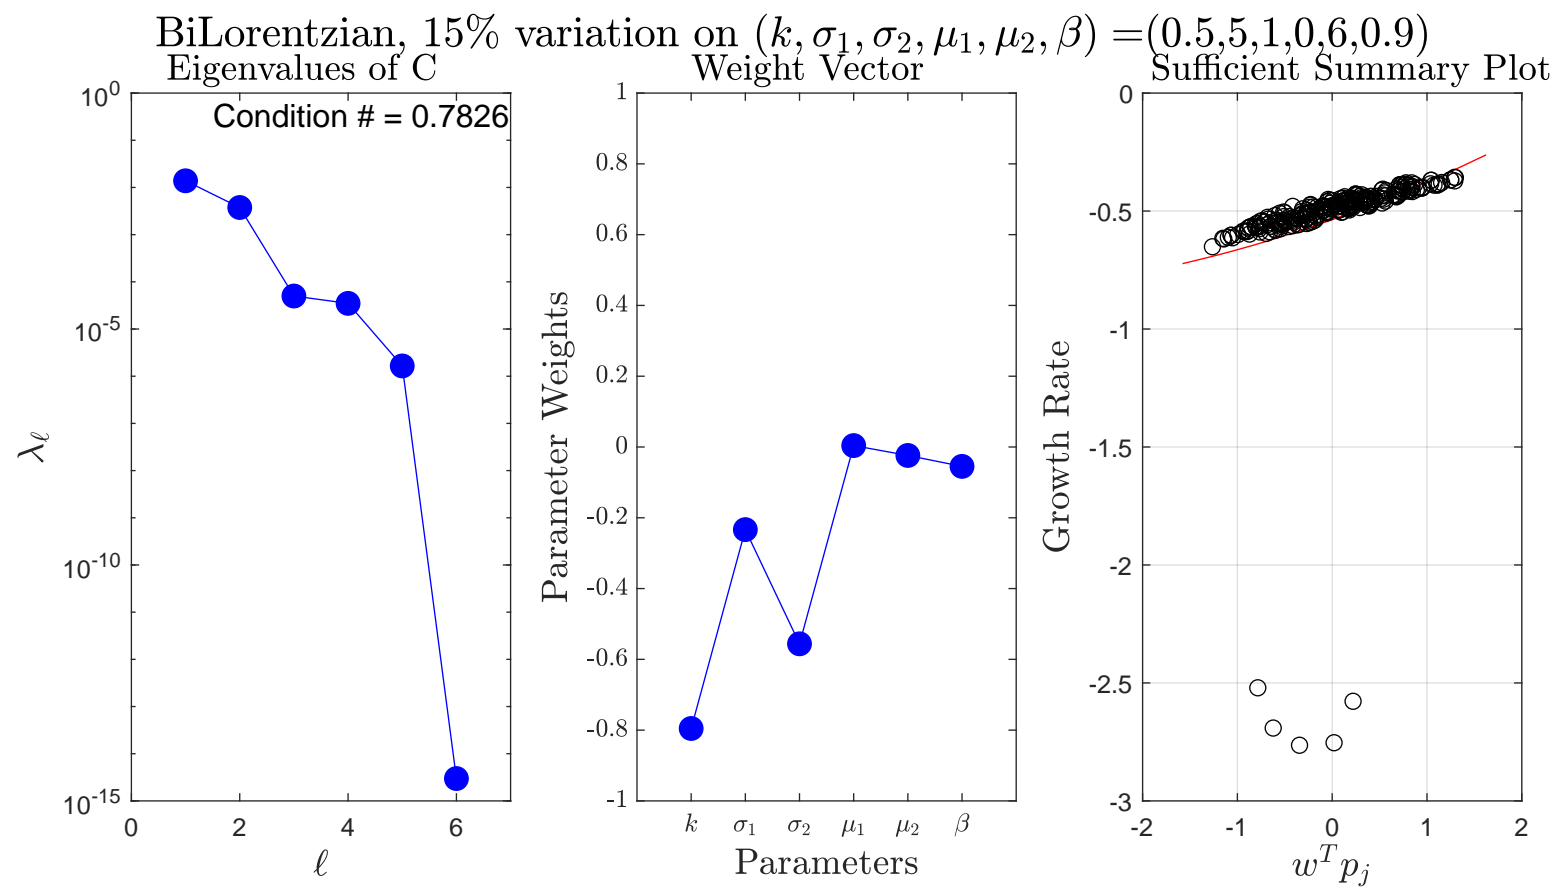 BiLorentzian, 15% variation on (k, σ₁, σ₂, μ₁, μ₂, β) =(0.5,5,1,0,6,0.9)
Eigenvalues of C
Condition # = 0.7826
10⁰
10⁻⁵
10⁻¹⁰
10⁻¹⁵
λ_ℓ
0 2 4 6
ℓ
Weight Vector
1
0.8
0.6
0.4
0.2
0
-0.2
-0.4
-0.6
-0.8
-1
Parameter Weights
k σ₁ σ₂ μ₁ μ₂ β
Parameters
Sufficient Summary Plot
0
-0.5
-1
-1.5
-2
-2.5
-3
Growth Rate
-2 -1 0 1 2
wᵀpⱼ